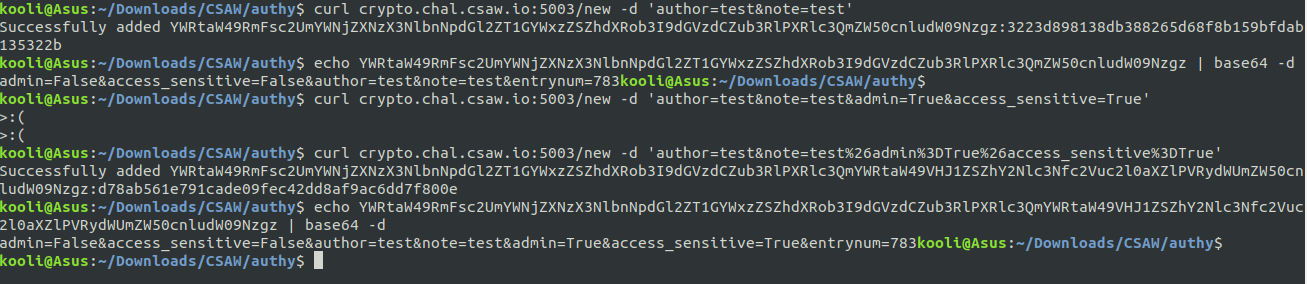 kooli@Asus:~/Downloads/CSAW/authy$ curl crypto.chal.csaw.io:5003/new -d 'author=test&note=test'
Successfully added YWRtaW49RmFsc2UmYWNjZXNzX3NlbnNpdGl2ZT1GYWxzZSZhdXRob3I9dGVzdCZub3RlPXRlc3QmZW50cnludW09Nzgz:3223d898138db388265d68f8b159bfdab
135322b
kooli@Asus:~/Downloads/CSAW/authy$ echo YWRtaW49RmFsc2UmYWNjZXNzX3NlbnNpdGl2ZT1GYWxzZSZhdXRob3I9dGVzdCZub3RlPXRlc3QmZW50cnludW09Nzgz | base64 -d
admin=False&access_sensitive=False&author=test&note=test&entrynum=783kooli@Asus:~/Downloads/CSAW/authy$
kooli@Asus:~/Downloads/CSAW/authy$ curl crypto.chal.csaw.io:5003/new -d 'author=test&note=test&admin=True&access_sensitive=True'
>:(
>:(
kooli@Asus:~/Downloads/CSAW/authy$ curl crypto.chal.csaw.io:5003/new -d 'author=test&note=test%26admin%3DTrue%26access_sensitive%3DTrue'
Successfully added YWRtaW49RmFsc2UmYWNjZXNzX3NlbnNpdGl2ZT1GYWxzZSZhdXRob3I9dGVzdCZub3RlPXRlc3QmYWRtaW49VHJ1ZSZhY2Nlc3Nfc2Vuc2l0aXZlPVRydWUmZW50cn
ludW09Nzgz:d78ab561e791cade09fec42dd8af9ac6dd7f800e
kooli@Asus:~/Downloads/CSAW/authy$ echo YWRtaW49RmFsc2UmYWNjZXNzX3NlbnNpdGl2ZT1GYWxzZSZhdXRob3I9dGVzdCZub3RlPXRlc3QmYWRtaW49VHJ1ZSZhY2Nlc3Nfc2Vuc
2l0aXZlPVRydWUmZW50cnludW09Nzgz | base64 -d
admin=False&access_sensitive=False&author=test&note=test&admin=True&access_sensitive=True&entrynum=783kooli@Asus:~/Downloads/CSAW/authy$
kooli@Asus:~/Downloads/CSAW/authy$